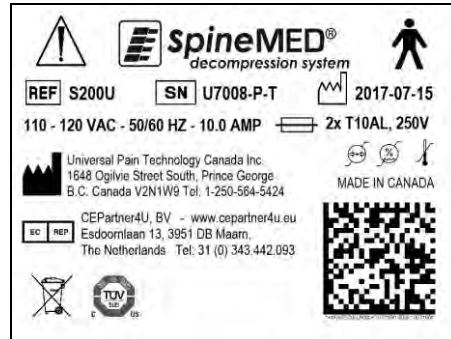 SpineMED®
decompression system
REF S200U SN U7008-P-T 2017-07-15
110 - 120 VAC - 50/60 HZ - 10.0 AMP 2x T10AL, 250V
Universal Pain Technology Canada Inc.
1648 Ogilvie Street South, Prince George
B.C. Canada V2N1W9 Tel. 1-250-564-5424
MADE IN CANADA
EC REP
CEPartner4U, BV - www.cepartner4u.eu
Esdoornlaan 13, 3951 DB Maarn.
The Netherlands Tel: 31 (0) 343.442.093
TÜV
C US